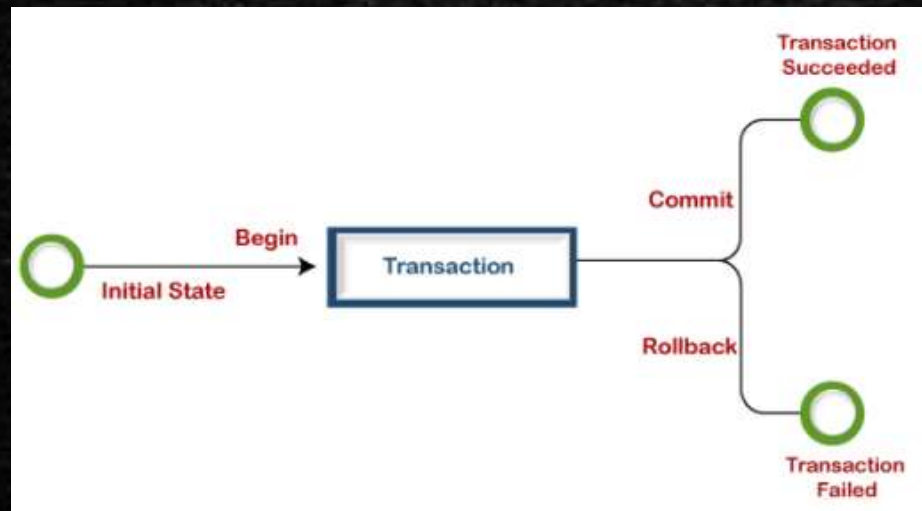 Transaction
Succeeded
Commit
Begin
Transaction
Initial State
Rollback
Transaction
Failed